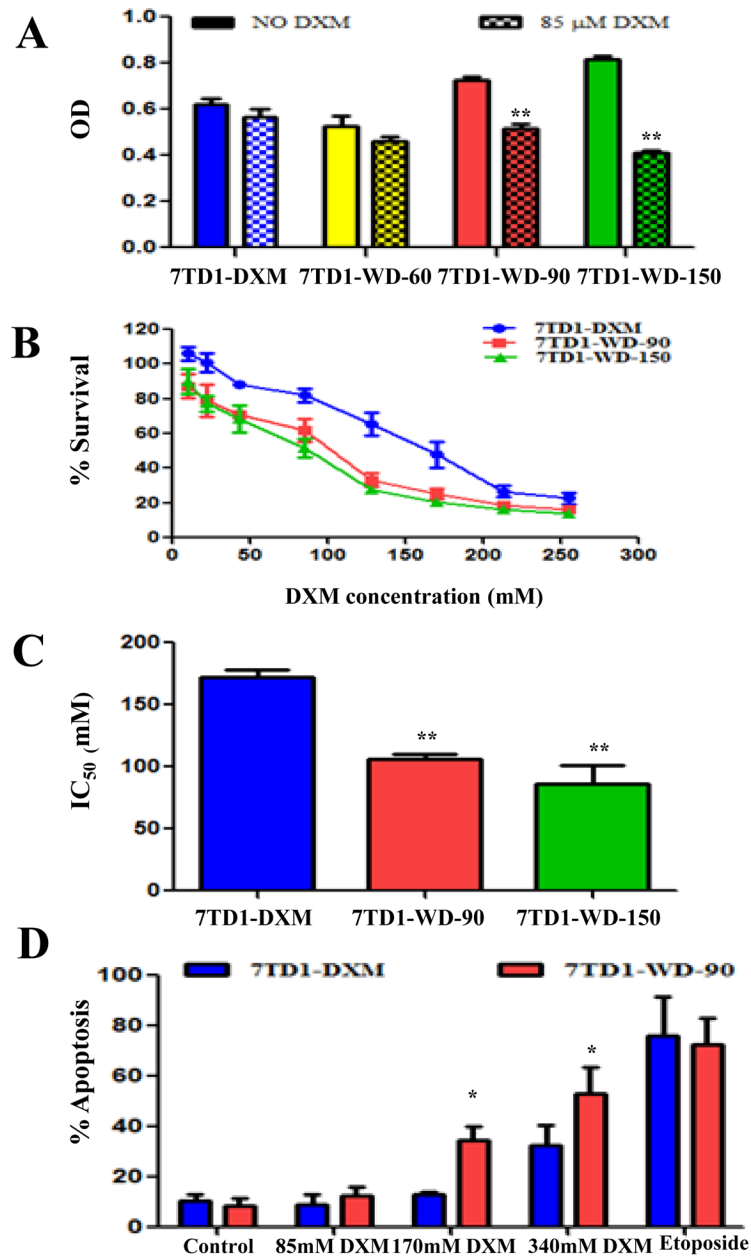 A
NO DXM
85 µM DXM
OD
1.0
0.8
0.6
0.4
0.2
0.0
**
**
7TD1-DXM
7TD1-WD-60
7TD1-WD-90
7TD1-WD-150
B
7TD1-DXM
7TD1-WD-90
7TD1-WD-150
% Survival
120
100
80
60
40
20
0
0
50
100
150
200
250
300
DXM concentration (mM)
C
IC50 (mM)
200
150
100
50
0
**
**
7TD1-DXM
7TD1-WD-90
7TD1-WD-150
D
7TD1-DXM
7TD1-WD-90
% Apoptosis
100
80
60
40
20
0
*
*
Control
85mM DXM
170mM DXM
340mM DXM
Etoposide